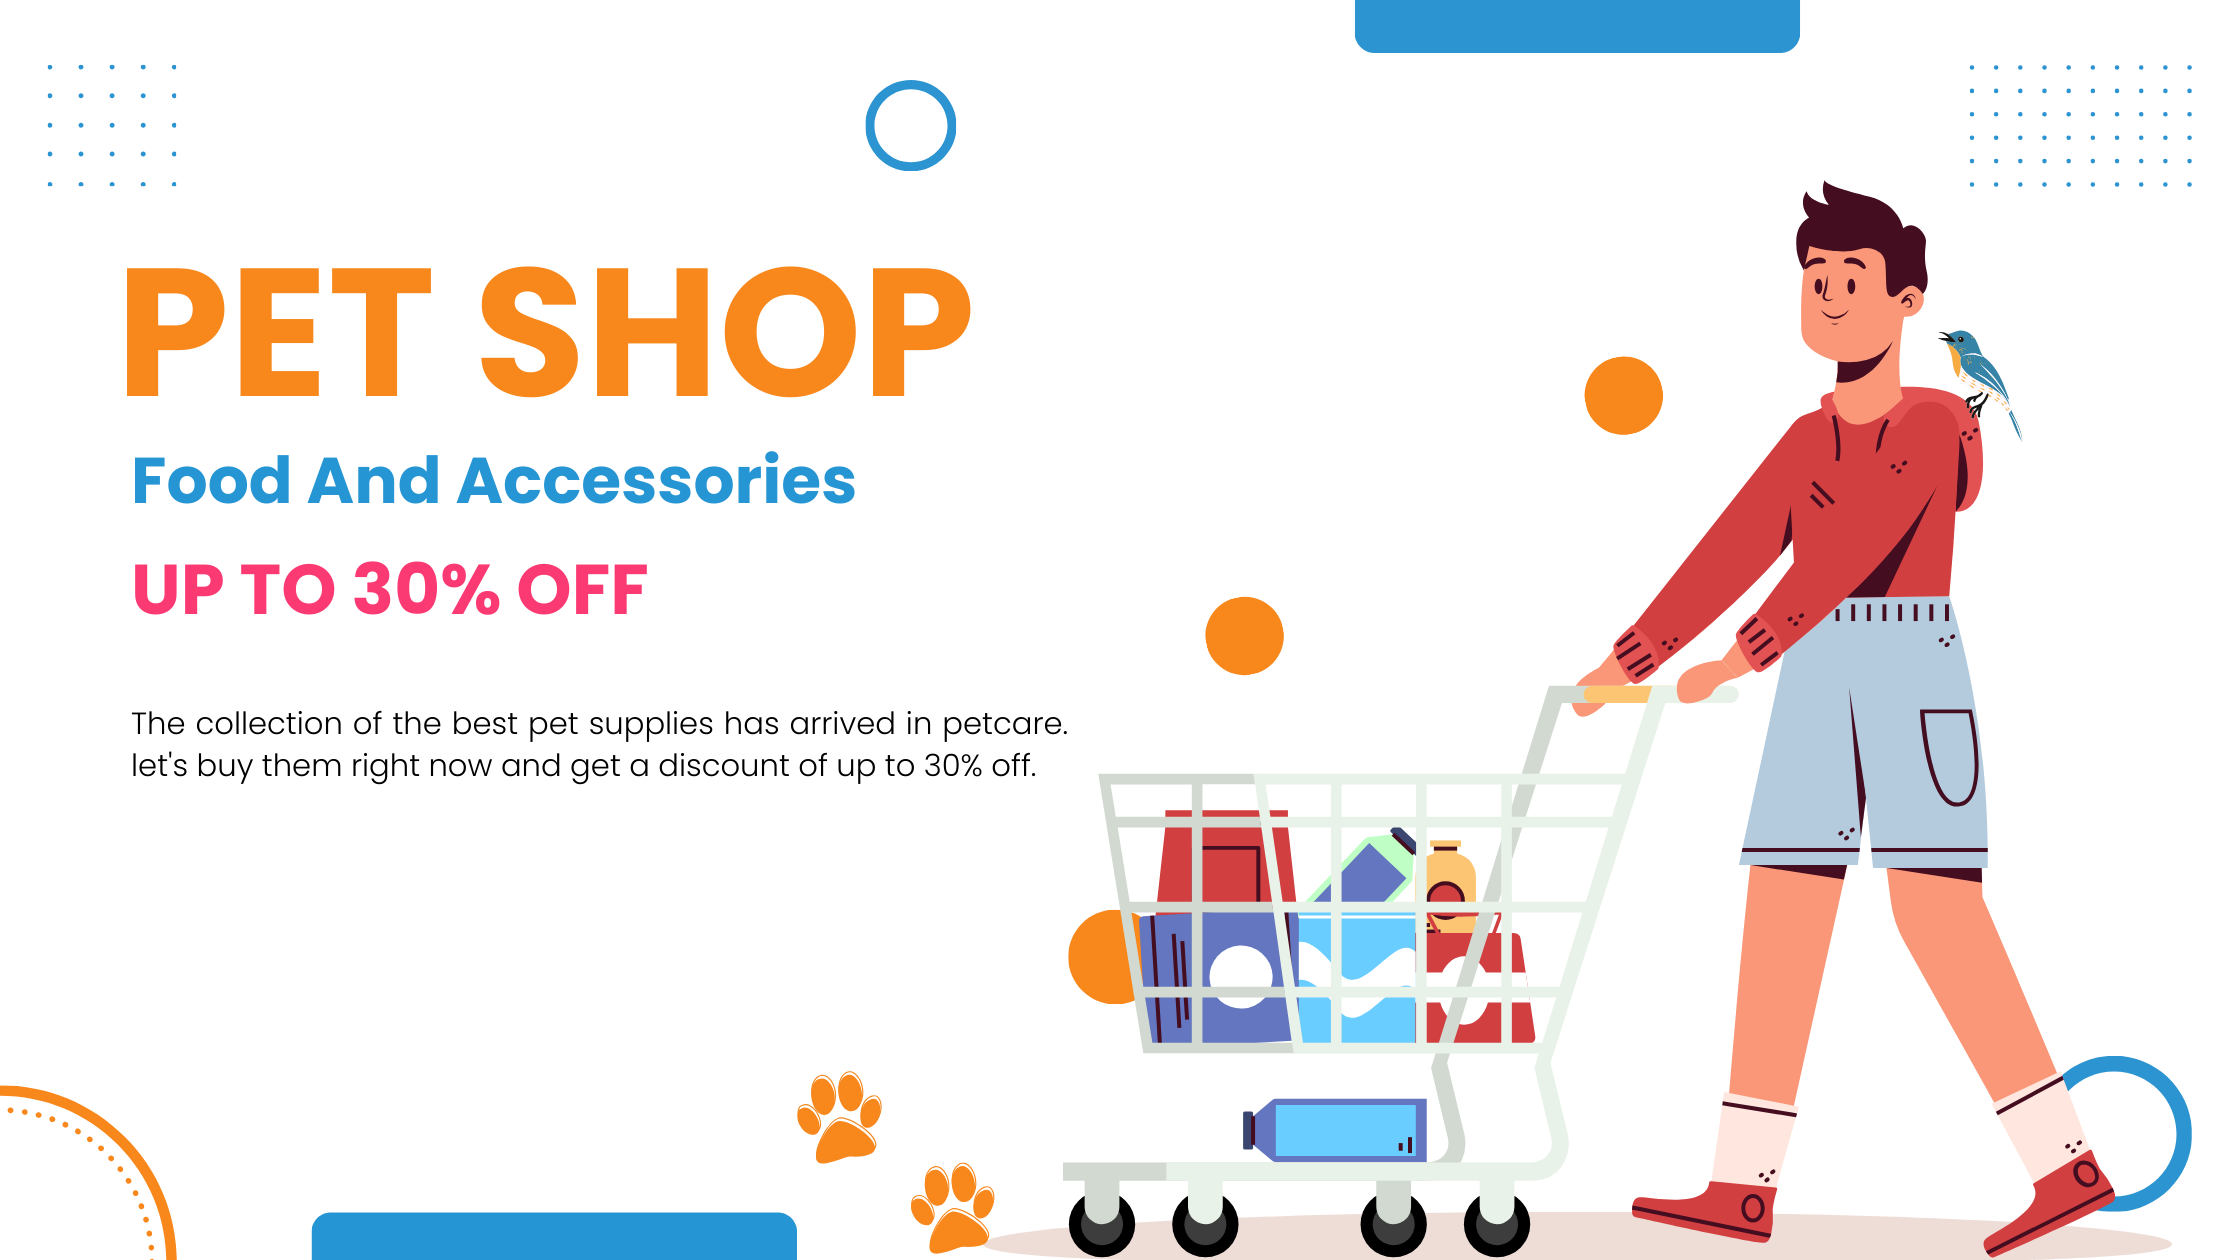 PET SHOP
Food And Accessories
UP TO 30% OFF
The collection of the best pet supplies has arrived in petcare.
let's buy them right now and get a discount of up to 30% off.